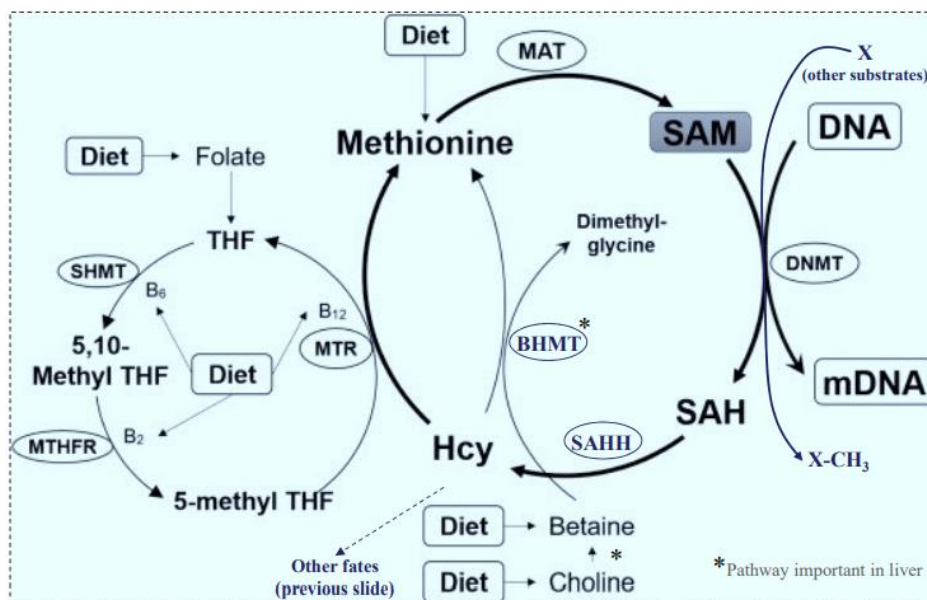 Diet
MAT
X
(other substrates)
Methionine
SAM
DNA
Diet
Folate
THF
Dimethyl-
glycine
SHMT
B6
B12
DNMT
5,10-
Methyl THF
Diet
MTR
BHMT*
mDNA
SAH
MTHFR
B2
Hcy
SAHH
X-CH3
5-methyl THF
Diet
Betaine
Other fates
(previous slide)
Diet
Choline
*
*Pathway important in liver